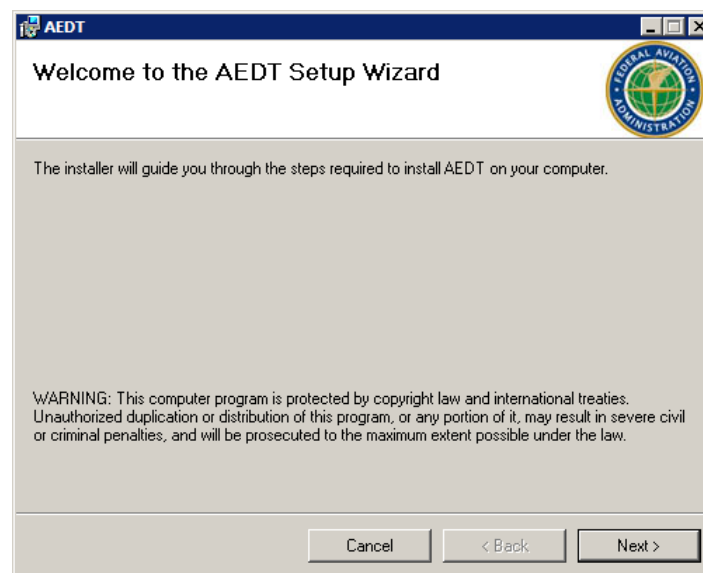 AEDT
Welcome to the AEDT Setup Wizard
FEDERAL AVIATION
ADMINISTRATION
The installer will guide you through the steps required to install AEDT on your computer.
WARNING: This computer program is protected by copyright law and international treaties.
Unauthorized duplication or distribution of this program, or any portion of it, may result in severe civil
or criminal penalties, and will be prosecuted to the maximum extent possible under the law.
Cancel
< Back
Next >